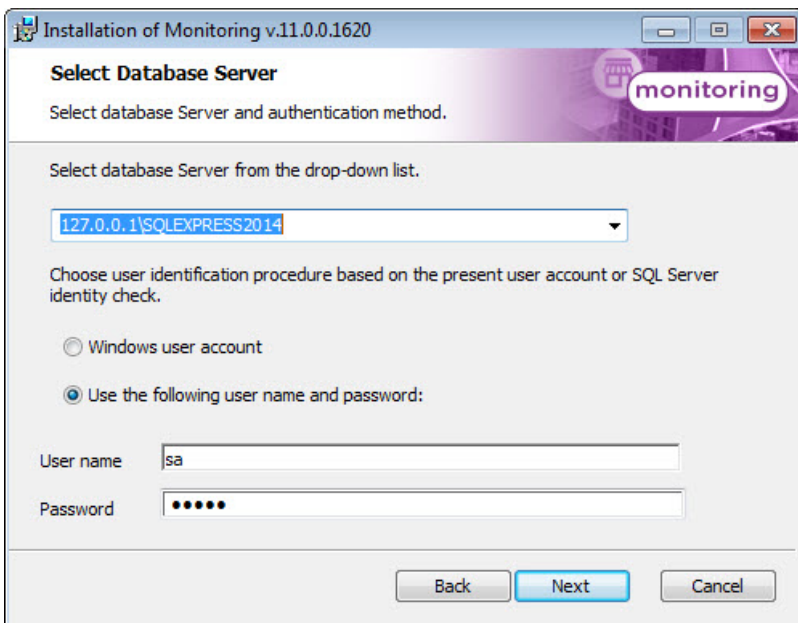 Installation of Monitoring v.11.0.0.1620
Select Database Server
Select database Server and authentication method.
monitoring
Select database Server from the drop-down list.
127.0.0.1\SQLEXPRESS2014
Choose user identification procedure based on the present user account or SQL Server
identity check.
Windows user account
Use the following user name and password:
User name sa
Password •••••
Back Next Cancel